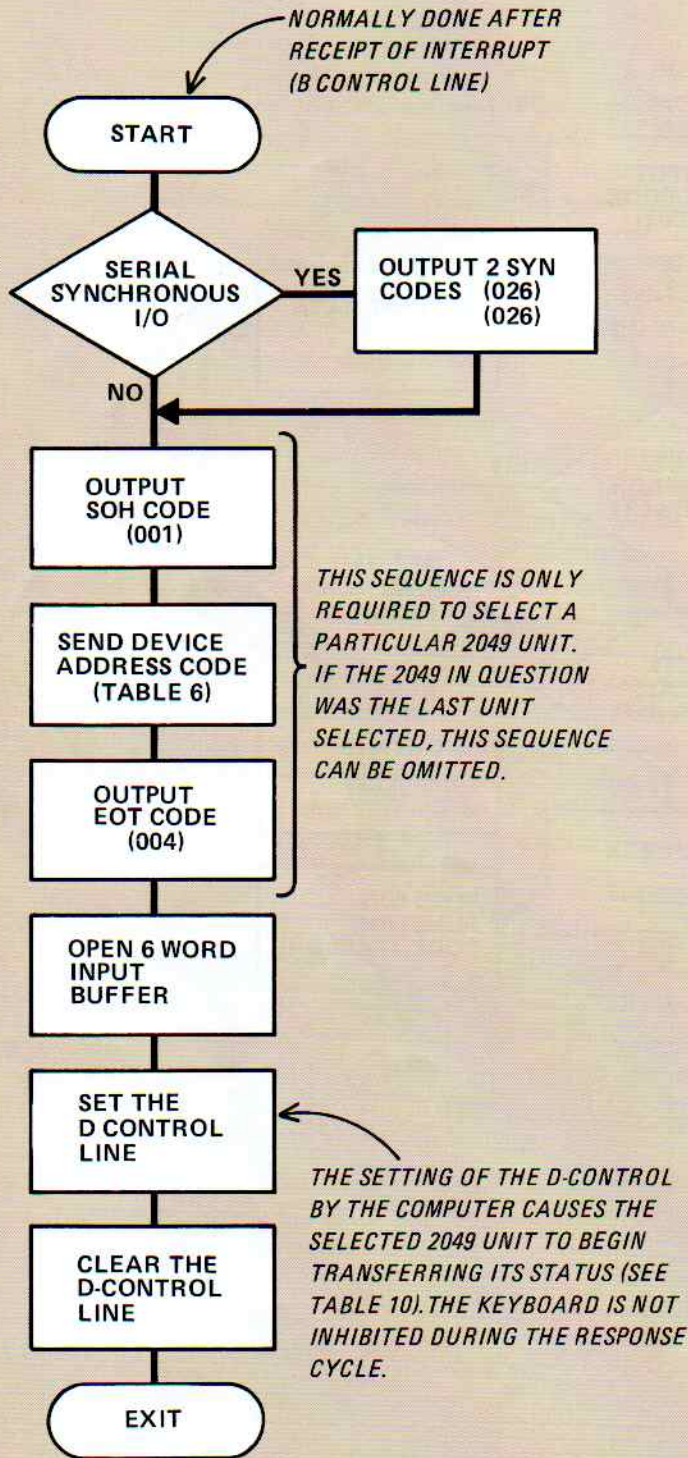 NORMALLY DONE AFTER
RECEIPT OF INTERRUPT
(B CONTROL LINE)
START
SERIAL
SYNCHRONOUS
I/O
YES
OUTPUT 2 SYN
CODES (026)
(026)
NO
OUTPUT
SOH CODE
(001)
SEND DEVICE
ADDRESS CODE
(TABLE 6)
OUTPUT
EOT CODE
(004)
THIS SEQUENCE IS ONLY
REQUIRED TO SELECT A
PARTICULAR 2049 UNIT.
IF THE 2049 IN QUESTION
WAS THE LAST UNIT
SELECTED, THIS SEQUENCE
CAN BE OMITTED.
OPEN 6 WORD
INPUT
BUFFER
SET THE
D CONTROL
LINE
THE SETTING OF THE D-CONTROL
BY THE COMPUTER CAUSES THE
SELECTED 2049 UNIT TO BEGIN
TRANSFERRING ITS STATUS (SEE
TABLE 10). THE KEYBOARD IS NOT
INHIBITED DURING THE RESPONSE
CYCLE.
CLEAR THE
D-CONTROL
LINE
EXIT